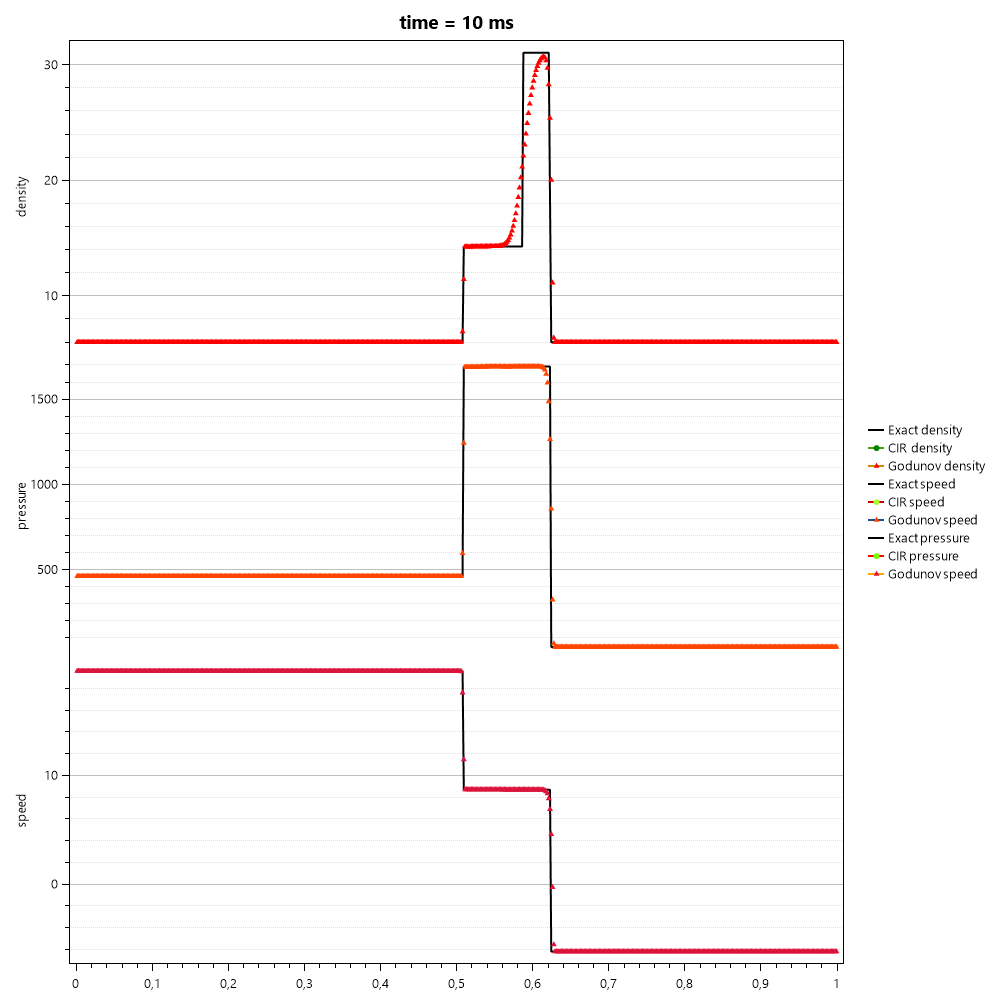 time = 10 ms
30
20
10
density
1500
1000
500
pressure
10
0
speed
0
0,1
0,2
0,3
0,4
0,5
0,6
0,7
0,8
0,9
1
Exact density
CIR density
Godunov density
Exact speed
CIR speed
Godunov speed
Exact pressure
CIR pressure
Godunov speed